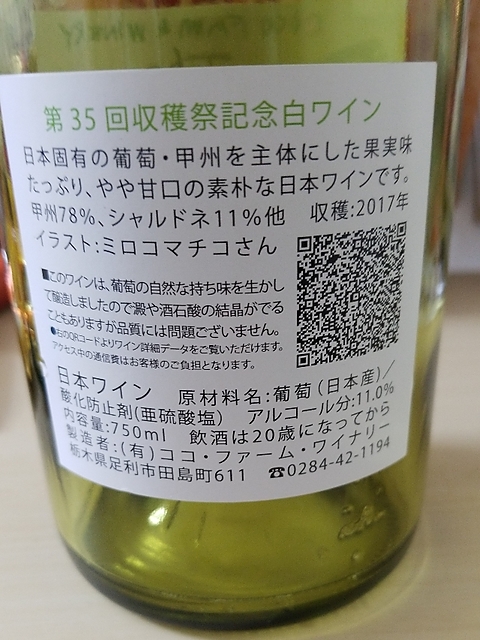 第35回収穫祭記念白ワイン
日本固有の葡萄・甲州を主体にした果実味
たっぷり、やや甘口の素朴な日本ワインです。
甲州78%、シャルドネ11%他 収穫:2017年
イラスト:ミロコマチコさん
■このワインは、葡萄の自然な持ち味を生かし
て醸造しましたので澱や酒石酸の結晶がでる
こともありますが品質には問題ございません。
●右のQRコードよりワイン詳細データをご覧いただけます。
アクセス中の通信費はお客様のご負担となります。
日本ワイン 原材料名:葡萄(日本産)/
酸化防止剤(亜硫酸塩) アルコール分:11.0%
内容量:750ml 飲酒は20歳になってから
製造者:(有)ココ・ファーム・ワイナリー
栃木県足利市田島町611 ☎0284-42-1194